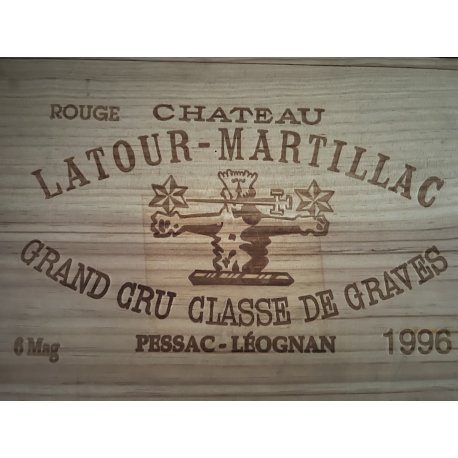 ROUGE CHATEAU
LATOUR-MARTILLAC
GRAND CRU CLASSE DE GRAVES
6 Mag PESSAC-LÉOGNAN 1996